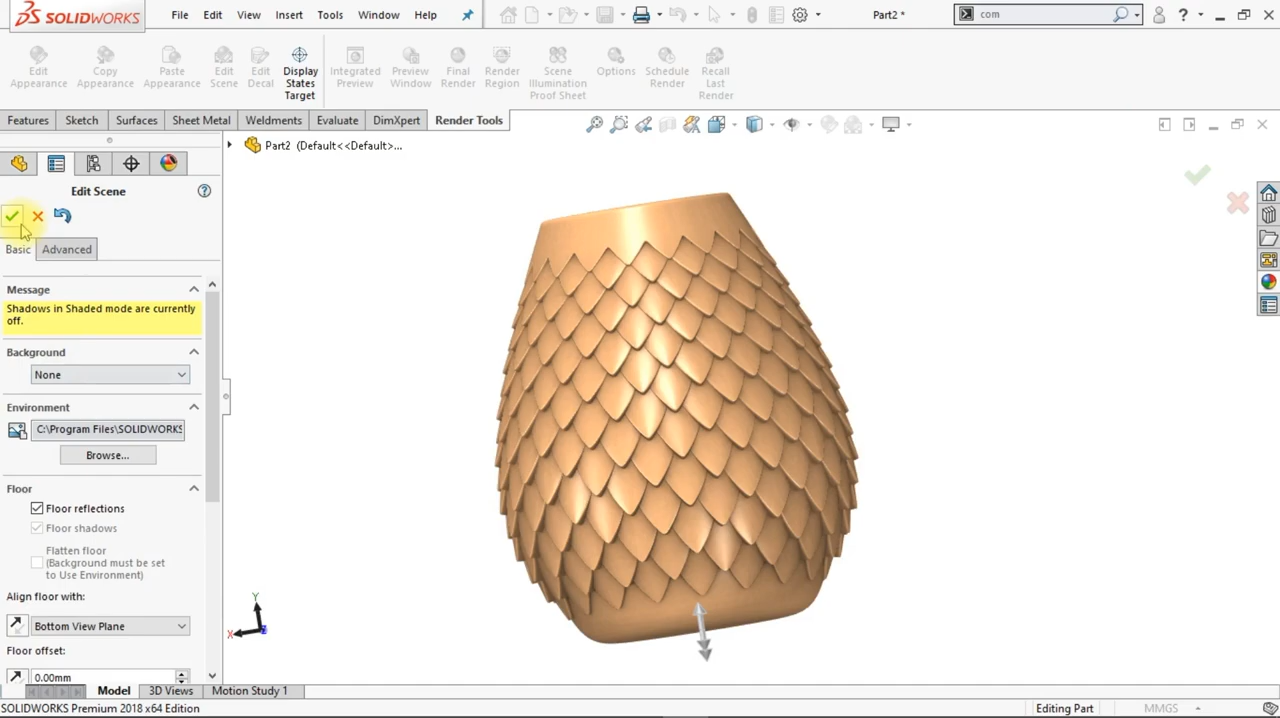 SOLIDWORKS
File
Edit
View
Insert
Tools
Window
Help
Part2 *
com
Edit
Appearance
Copy
Appearance
Paste
Appearance
Edit
Scene
Edit
Decal
Display
States
Target
Integrated
Preview
Preview
Window
Final
Render
Render
Region
Scene
Illumination
Proof Sheet
Options
Schedule
Render
Recall
Last
Render
Features
Sketch
Surfaces
Sheet Metal
Weldments
Evaluate
DimXpert
Render Tools
Part2 (Default<<Default>...
Edit Scene
Basic
Advanced
Message
Shadows in Shaded mode are currently
off.
Background
None
Environment
C:\Program Files\SOLIDWORKS
Browse...
Floor
Floor reflections
Floor shadows
Flatten floor
(Background must be set
to Use Environment)
Align floor with:
Bottom View Plane
Floor offset:
0.00mm
Y
X
Model
3D Views
Motion Study 1
SOLIDWORKS Premium 2018 x64 Edition
Editing Part
MMGS